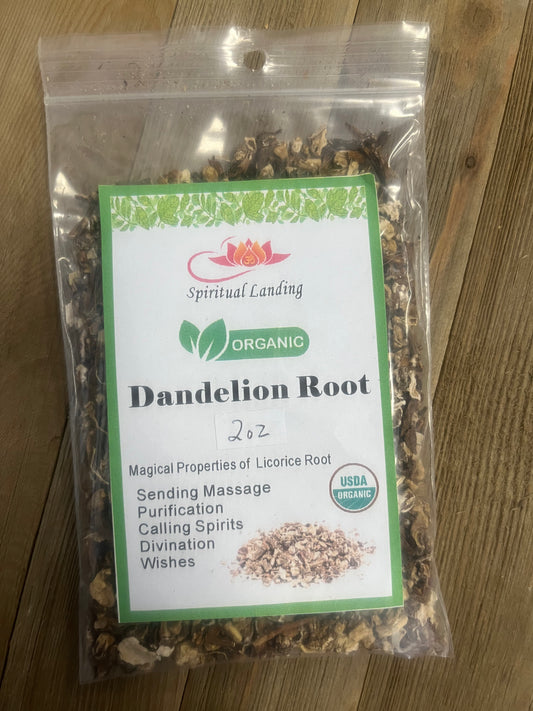 Spiritual Landing
ORGANIC
Dandelion Root
2oz
Magical Properties of Licorice Root
Sending Massage
Purification
Calling Spirits
Divination
Wishes
USDA
ORGANIC